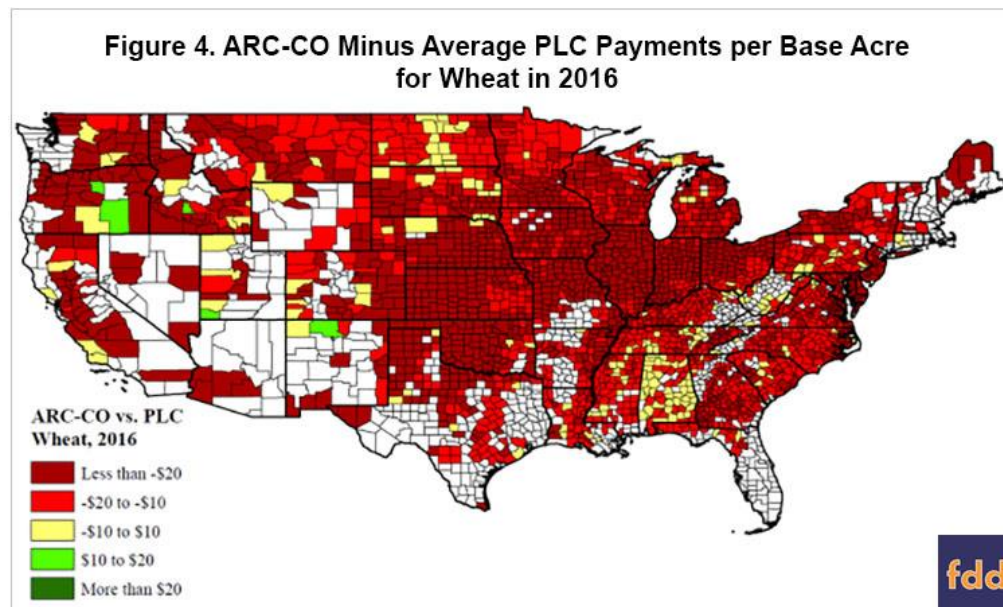 Figure 4. ARC-CO Minus Average PLC Payments per Base Acre
for Wheat in 2016
ARC-CO vs. PLC
Wheat, 2016
Less than -$20
-$20 to -$10
-$10 to $10
$10 to $20
More than $20
fdd